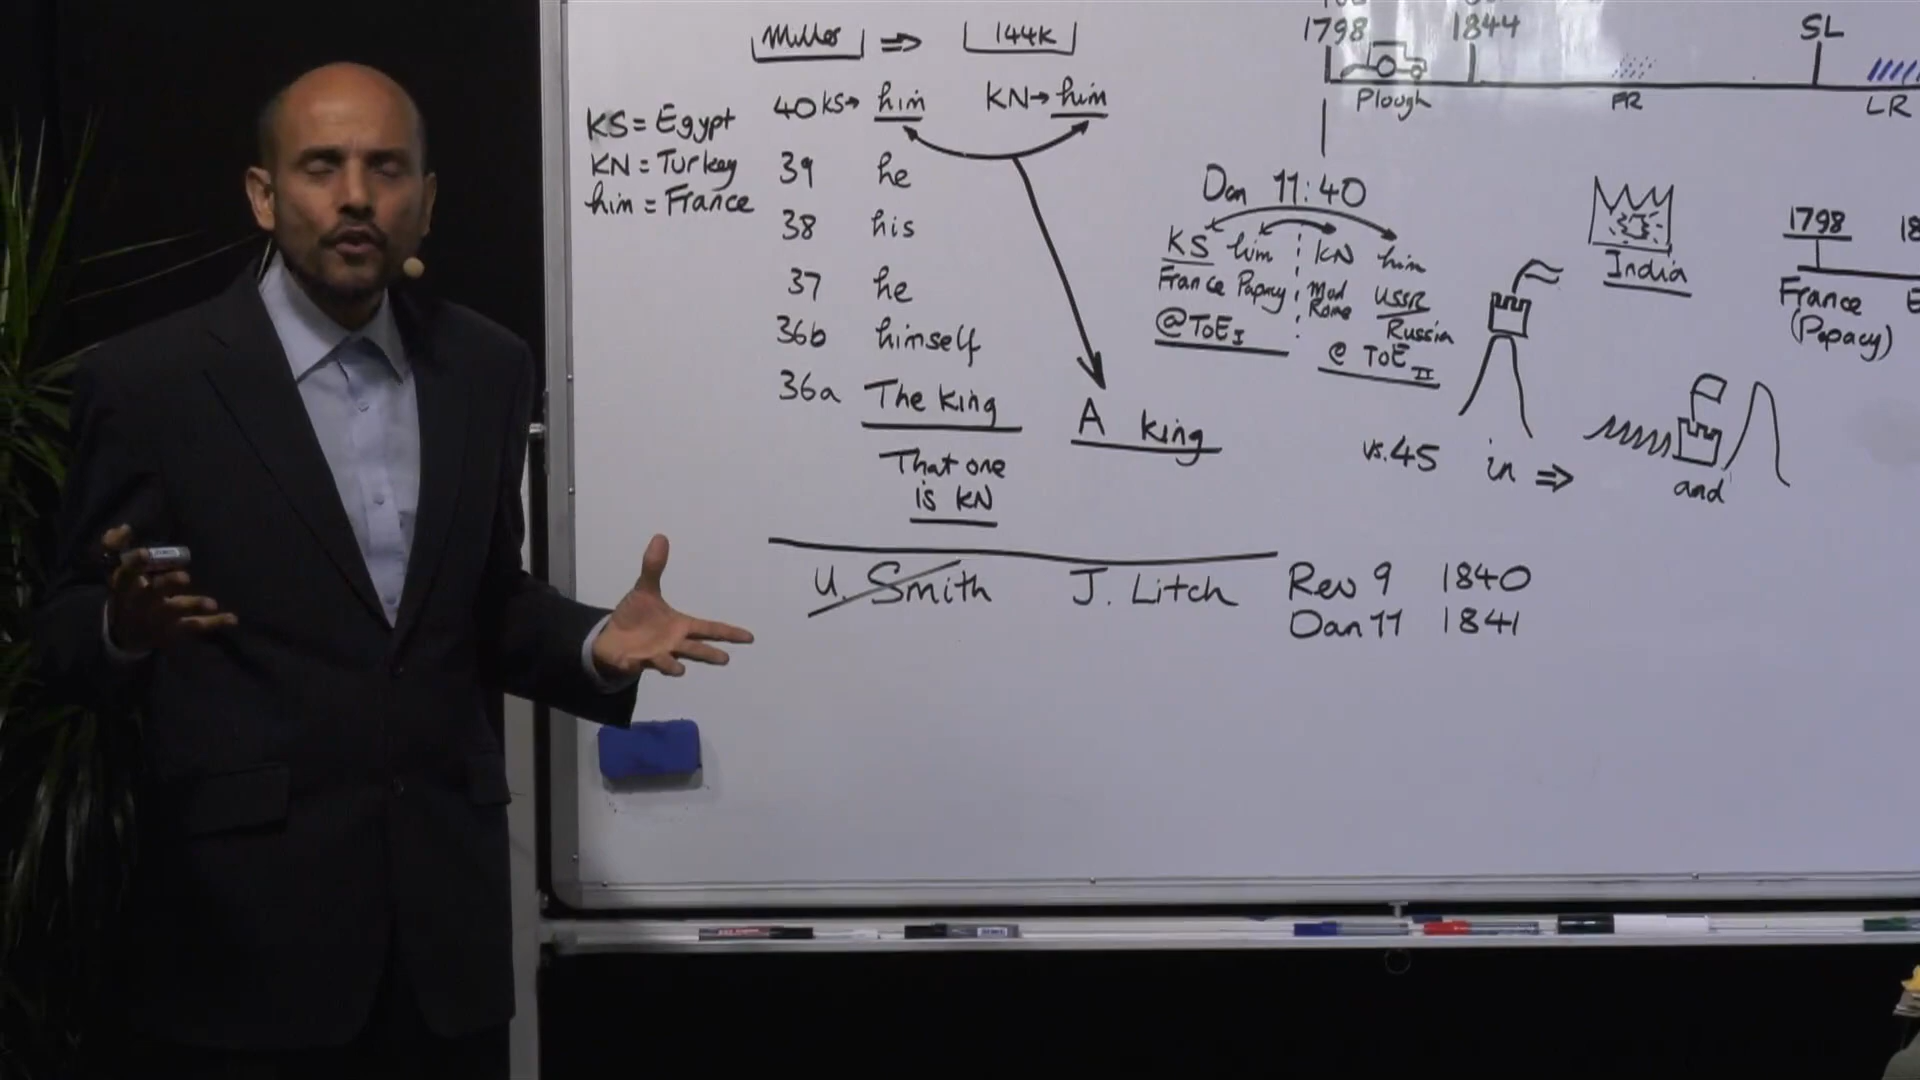 Miller ⇒ 144K
KS = Egypt
KN = Turkey
him = France
40 KS→ him KN→ him
39 he
38 his
37 he
36b himself
36a The king
A king
That one
is KN
U. Smith J. Litch
Rev 9 1840
Dan 11 1841
1798 1844 SL
Plough FR LR
Dan 11:40
KS him KN him
France Papacy Mod Rome USSR
Russia
@ ToE I @ ToE II
India
vs. 45 in ⇒ and
1798 18
France E
(Papacy)